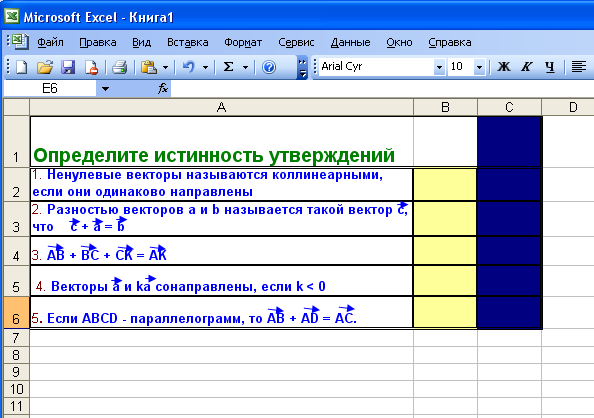 Microsoft Excel - Книга1
Файл Правка Вид Вставка Формат Сервис Данные Окно Справка
Σ Arial Cyr 10 Ж К Ч
E6 fx
A B C D
1 Определите истинность утверждений
1. Ненулевые векторы называются коллинеарными,
2 если они одинаково направлены
2. Разностью векторов a и b называется такой вектор c,
3 что c + a = b
4 3. AB + BC + CK = AK
5 4. Векторы a и ka сонаправлены, если k < 0
6 5. Если ABCD - параллелограмм, то AB + AD = AC.
7
8
9
10
11